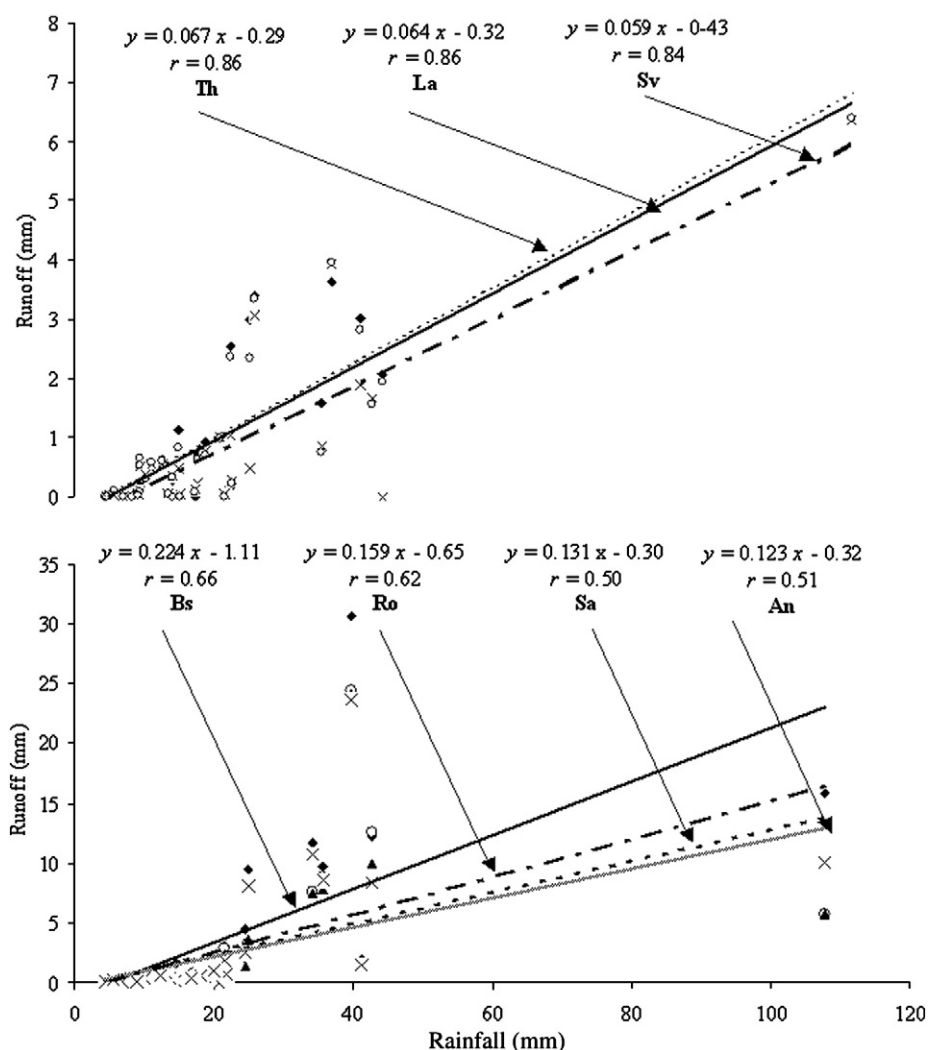 y = 0.067 x - 0.29
r = 0.86
Th
y = 0.064 x - 0.32
r = 0.86
La
y = 0.059 x - 0-43
r = 0.84
Sv
8
7
6
5
4
3
2
1
0
Runoff (mm)
y = 0.224 x - 1.11
r = 0.66
Bs
y = 0.159 x - 0.65
r = 0.62
Ro
y = 0.131 x - 0.30
r = 0.50
Sa
y = 0.123 x - 0.32
r = 0.51
An
35
30
25
20
15
10
5
0
Runoff (mm)
0 20 40 60 80 100 120
Rainfall (mm)